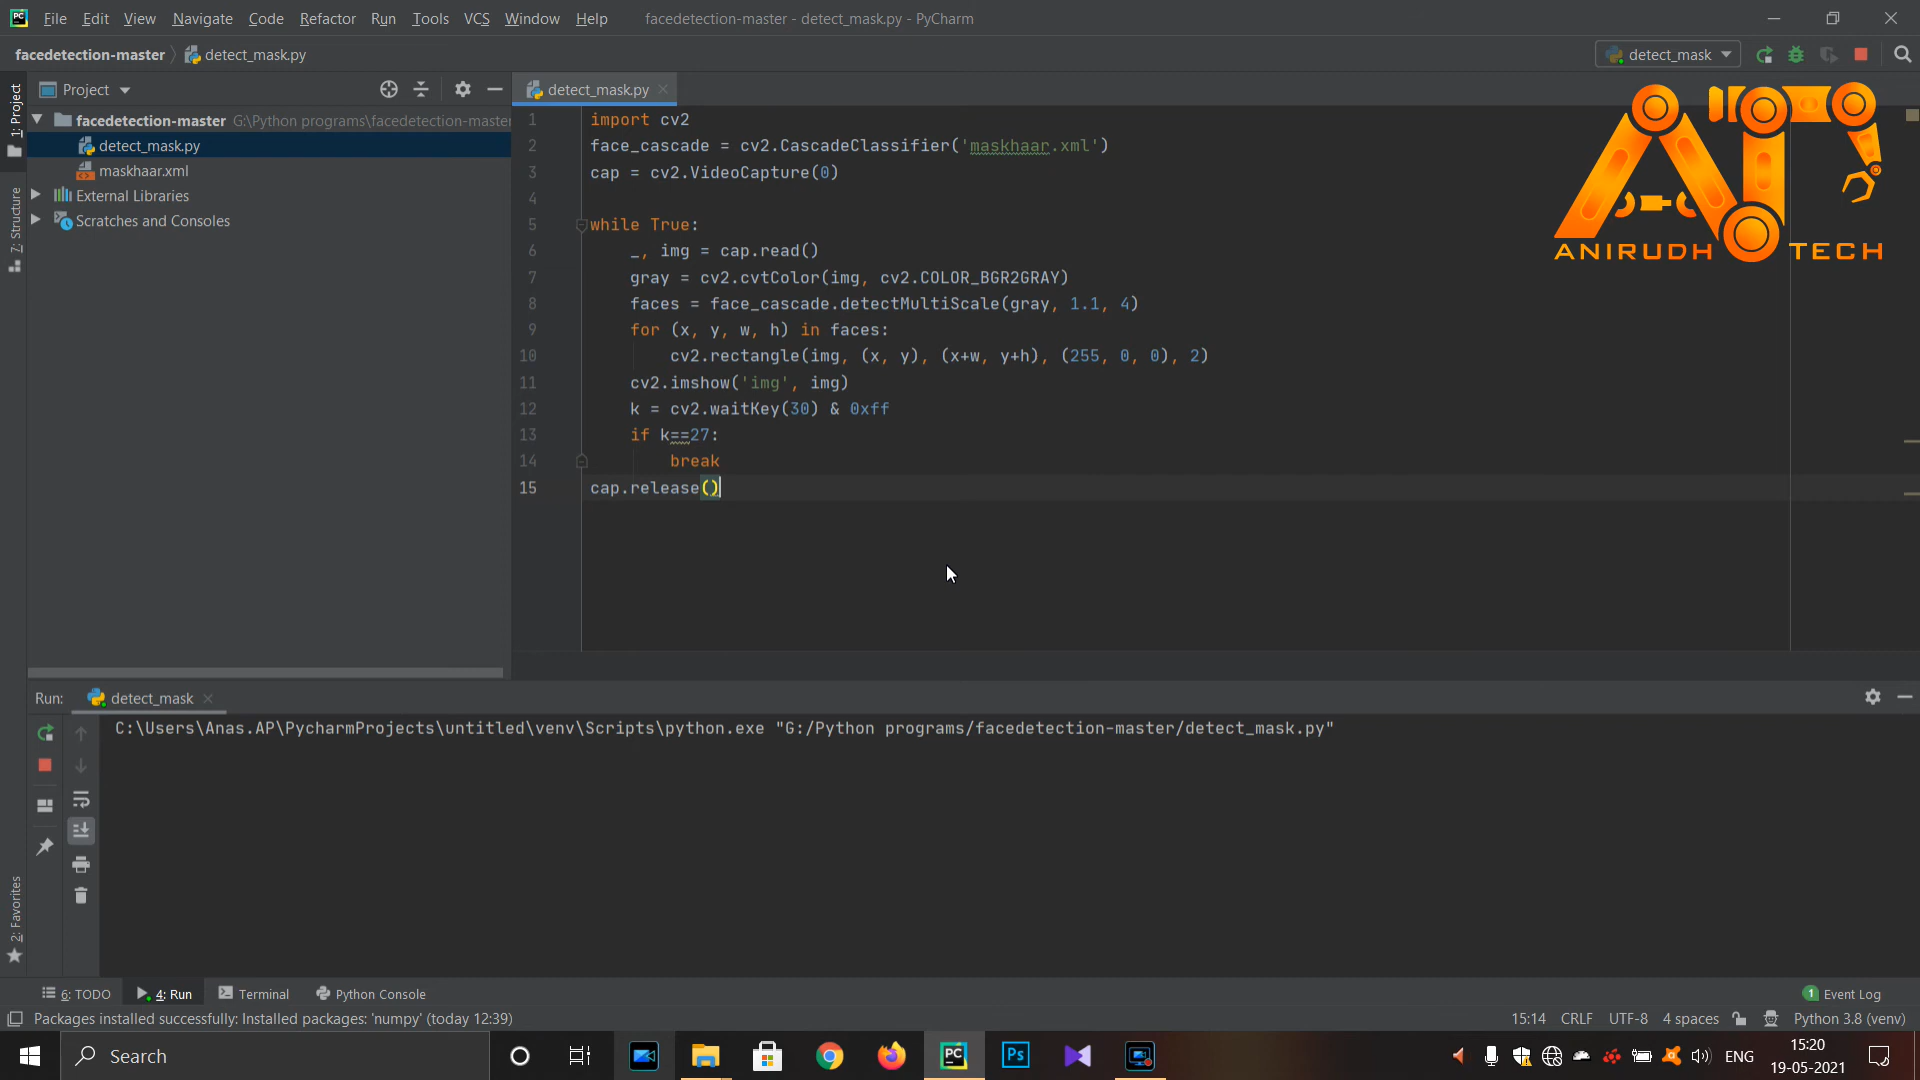 File Edit View Navigate Code Refactor Run Tools VCS Window Help facedetection-master - detect_mask.py - PyCharm
facedetection-master detect_mask.py detect_mask
1: Project
Project
detect_mask.py
facedetection-master G:\Python programs\facedetection-master
detect_mask.py
maskhaar.xml
External Libraries
Scratches and Consoles
7: Structure
2: Favorites
1 import cv2
2 face_cascade = cv2.CascadeClassifier('maskhaar.xml')
3 cap = cv2.VideoCapture(0)
4
5 while True:
6 _, img = cap.read()
7 gray = cv2.cvtColor(img, cv2.COLOR_BGR2GRAY)
8 faces = face_cascade.detectMultiScale(gray, 1.1, 4)
9 for (x, y, w, h) in faces:
10 cv2.rectangle(img, (x, y), (x+w, y+h), (255, 0, 0), 2)
11 cv2.imshow('img', img)
12 k = cv2.waitKey(30) & 0xff
13 if k==27:
14 break
15 cap.release()
ANIRUDH TECH
Run: detect_mask
C:\Users\Anas.AP\PycharmProjects\untitled\venv\Scripts\python.exe "G:/Python programs/facedetection-master/detect_mask.py"
6: TODO 4: Run Terminal Python Console 1 Event Log
Packages installed successfully: Installed packages: 'numpy' (today 12:39) 15:14 CRLF UTF-8 4 spaces Python 3.8 (venv)
Search PC Ps ENG 15:20
19-05-2021